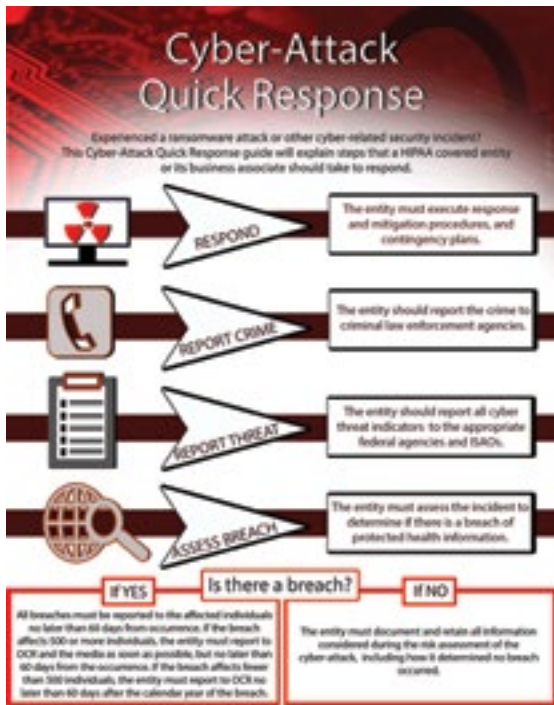 Cyber-Attack
Quick Response
Experienced a ransomware attack or other cyber-related security incident?
This Cyber-Attack Quick Response guide will explain steps that a HIPAA covered entity
or its business associate should take to respond.
RESPOND
The entity must execute response
and mitigation procedures, and
contingency plans.
REPORT CRIME
The entity should report the crime to
criminal law enforcement agencies.
REPORT THREAT
The entity should report all cyber
threat indicators to the appropriate
federal agencies and ISAOs.
ASSESS BREACH
The entity must assess the incident to
determine if there is a breach of
protected health information.
Is there a breach?
If YES
All breaches must be reported to the affected individuals
no later than 60 days from occurrence. If the breach
affects 500 or more individuals, the entity must report to
OCR and the media as soon as possible, but no later than
60 days from the occurrence. If the breach affects fewer
than 500 individuals, the entity must report to OCR no
later than 60 days after the calendar year of the breach.
If NO
The entity must document and retain all information
considered during the risk assessment of the
cyber-attack, including how it determined no breach
occurred.